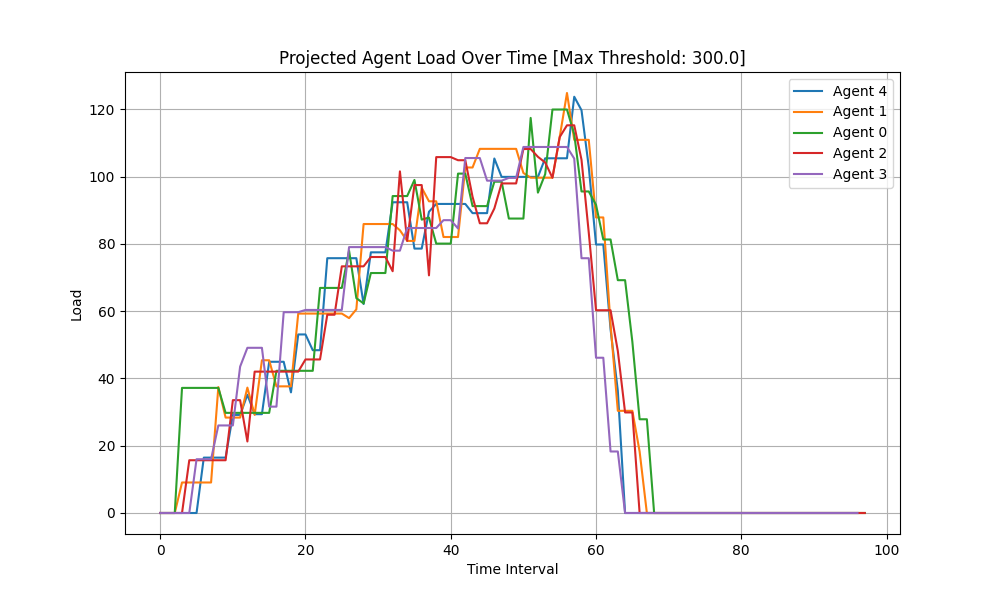 Projected Agent Load Over Time [Max Threshold: 300.0]
Agent 4
Agent 1
Agent 0
Agent 2
Agent 3
Load
120
100
80
60
40
20
0
0 20 40 60 80 100
Time Interval